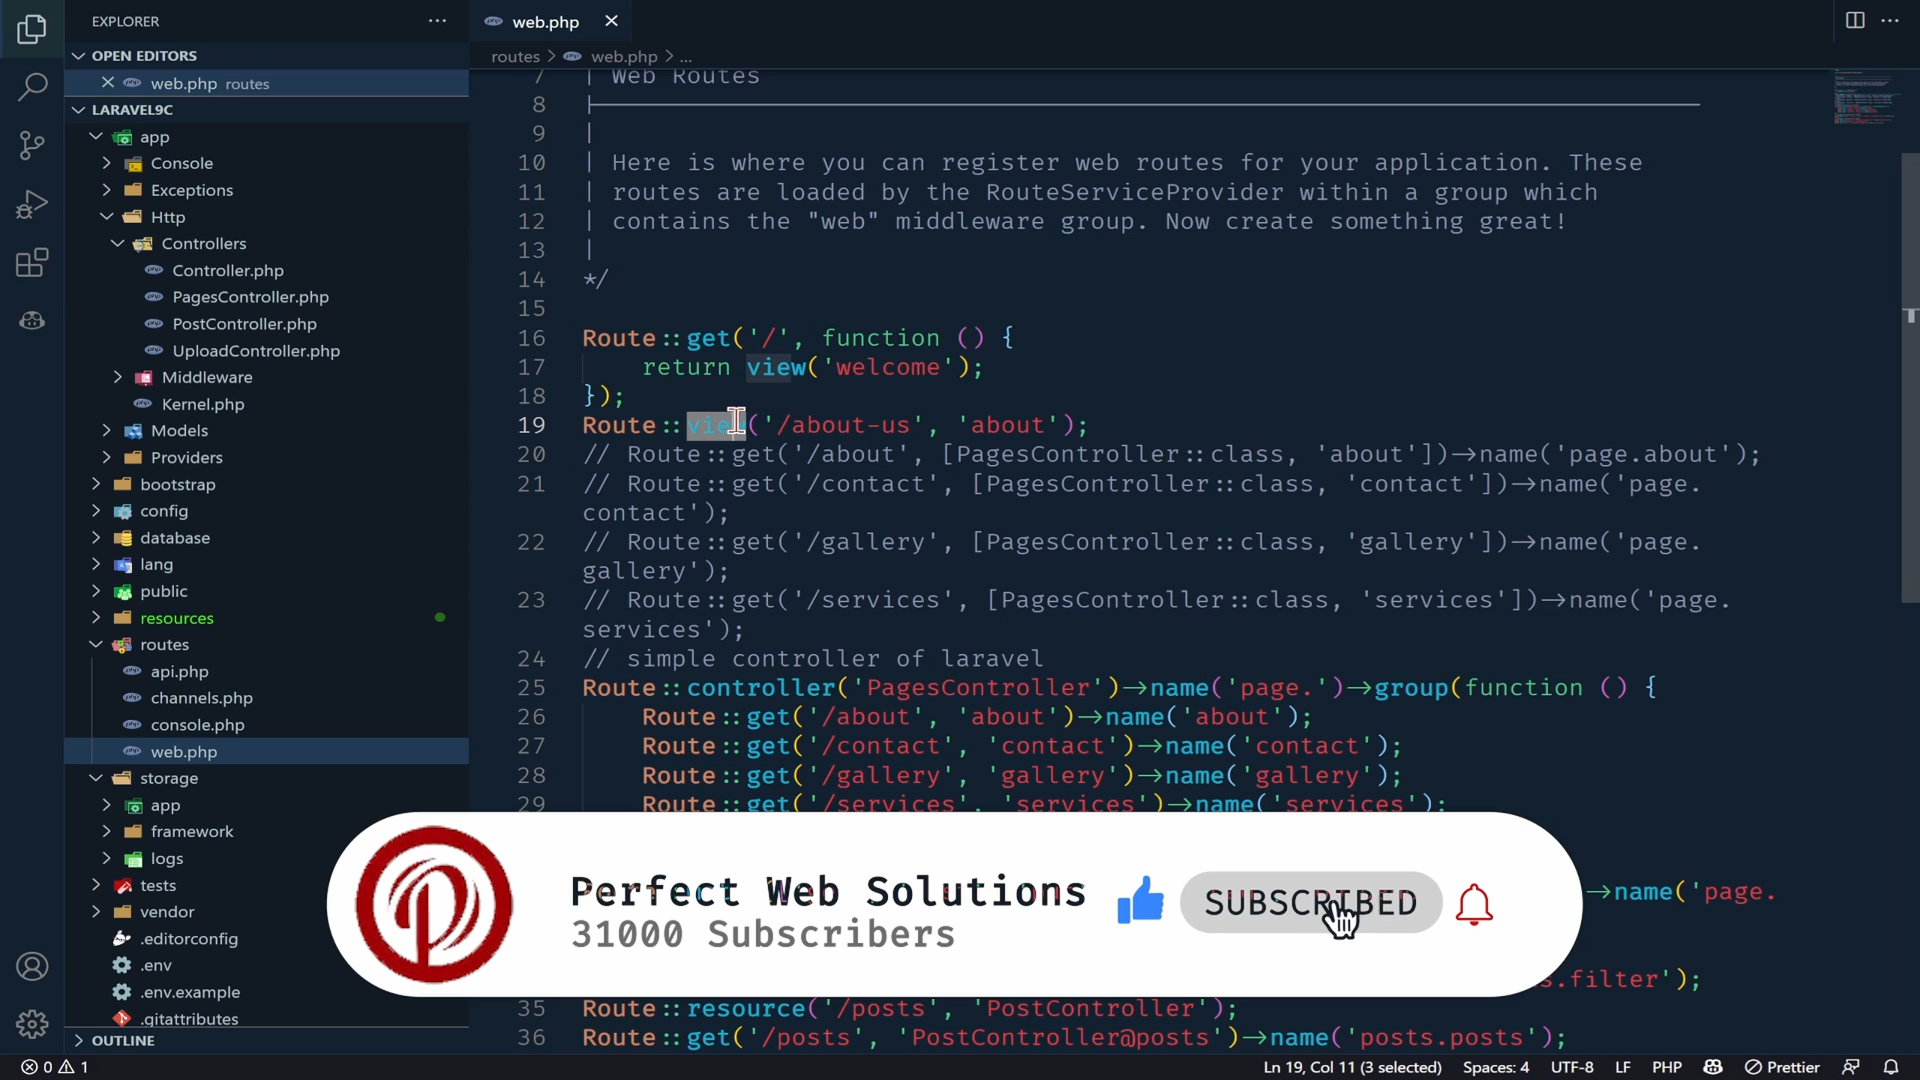 EXPLORER
OPEN EDITORS
web.php routes
LARAVEL9C
app
Console
Exceptions
Http
Controllers
Controller.php
PagesController.php
PostController.php
UploadController.php
Middleware
Kernel.php
Models
Providers
bootstrap
config
database
lang
public
resources
routes
api.php
channels.php
console.php
web.php
storage
app
framework
logs
tests
vendor
.editorconfig
.env
.env.example
.gitattributes
OUTLINE
web.php
routes > web.php > ...
7 | Web Routes
8 |
9 |
10 | Here is where you can register web routes for your application. These
11 | routes are loaded by the RouteServiceProvider within a group which
12 | contains the "web" middleware group. Now create something great!
13 |
14 */
15
16 Route::get('/', function () {
17 return view('welcome');
18 });
19 Route::view('/about-us', 'about');
20 // Route::get('/about', [PagesController::class, 'about'])->name('page.about');
21 // Route::get('/contact', [PagesController::class, 'contact'])->name('page.
contact');
22 // Route::get('/gallery', [PagesController::class, 'gallery'])->name('page.
gallery');
23 // Route::get('/services', [PagesController::class, 'services'])->name('page.
services');
24 // simple controller of laravel
25 Route::controller('PagesController')->name('page.')->group(function () {
26 Route::get('/about', 'about')->name('about');
27 Route::get('/contact', 'contact')->name('contact');
28 Route::get('/gallery', 'gallery')->name('gallery');
29 Route::get('/services', 'services')->name('services');
->name('page.
s.filter');
35 Route::resource('/posts', 'PostController');
36 Route::get('/posts', 'PostController@posts')->name('posts.posts');
Perfect Web Solutions
31000 Subscribers
SUBSCRIBED
0 1
Ln 19, Col 11 (3 selected) Spaces: 4 UTF-8 LF PHP Prettier